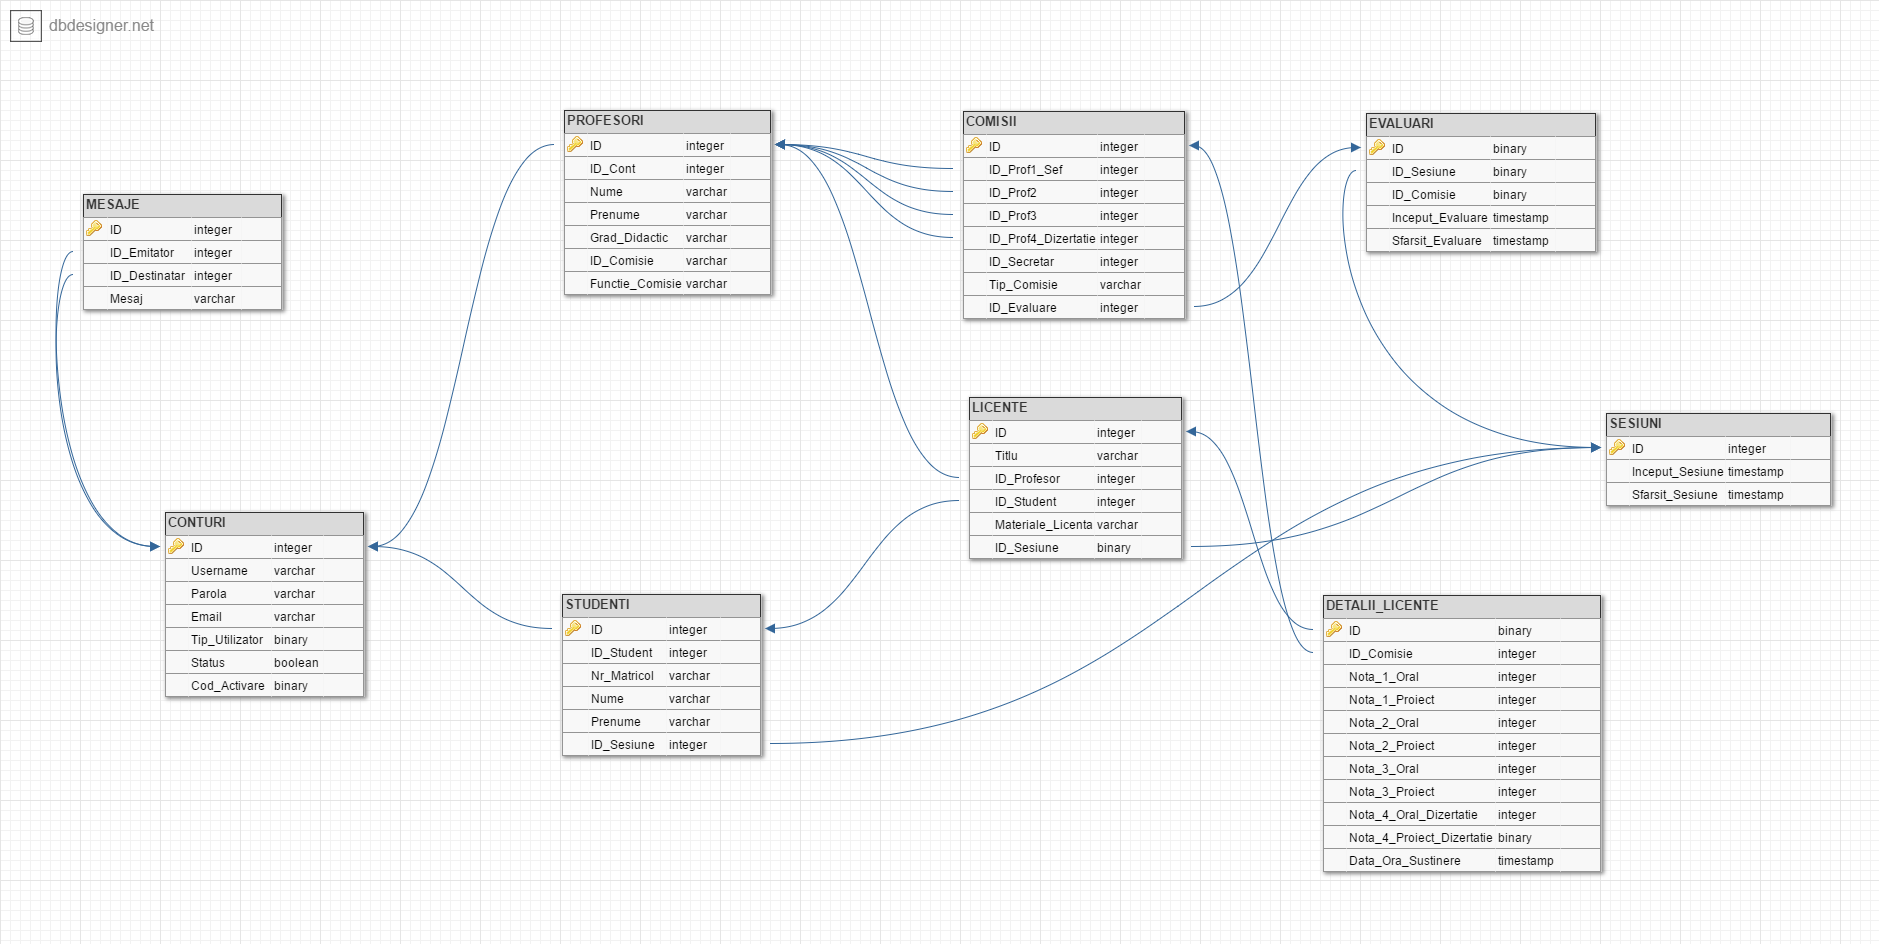 dbdesigner.net
MESAJE
ID integer
ID_Emitator integer
ID_Destinatar integer
Mesaj varchar
CONTURI
ID integer
Username varchar
Parola varchar
Email varchar
Tip_Utilizator binary
Status boolean
Cod_Activare binary
PROFESORI
ID integer
ID_Cont integer
Nume varchar
Prenume varchar
Grad_Didactic varchar
ID_Comisie varchar
Functie_Comisie varchar
STUDENTI
ID integer
ID_Student integer
Nr_Matricol varchar
Nume varchar
Prenume varchar
ID_Sesiune integer
COMISII
ID integer
ID_Prof1_Sef integer
ID_Prof2 integer
ID_Prof3 integer
ID_Prof4_Dizertatie integer
ID_Secretar integer
Tip_Comisie varchar
ID_Evaluare integer
LICENTE
ID integer
Titlu varchar
ID_Profesor integer
ID_Student integer
Materiale_Licenta varchar
ID_Sesiune binary
EVALUARI
ID binary
ID_Sesiune binary
ID_Comisie binary
Inceput_Evaluare timestamp
Sfarsit_Evaluare timestamp
SESIUNI
ID integer
Inceput_Sesiune timestamp
Sfarsit_Sesiune timestamp
DETALII_LICENTE
ID binary
ID_Comisie integer
Nota_1_Oral integer
Nota_1_Proiect integer
Nota_2_Oral integer
Nota_2_Proiect integer
Nota_3_Oral integer
Nota_3_Proiect integer
Nota_4_Oral_Dizertatie integer
Nota_4_Proiect_Dizertatie binary
Data_Ora_Sustinere timestamp